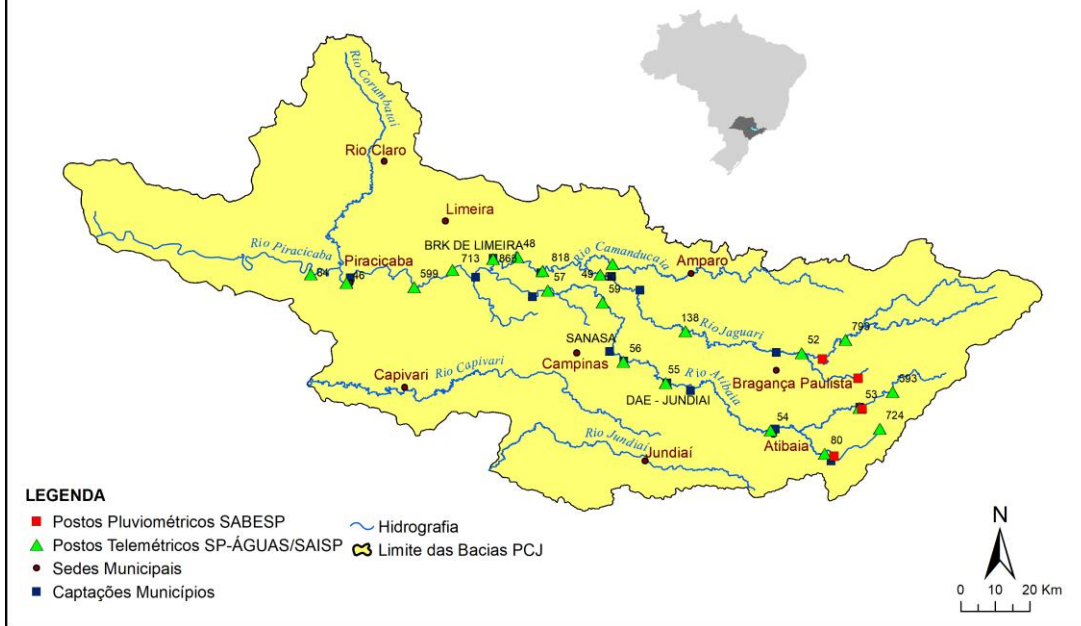 Rio Corumbataí
Rio Claro
Limeira
BRK DE LIMEIRA
48
Rio Camanducaia
Rio Piracicaba
Piracicaba
713
868
818
Amparo
84
46
599
57
49
59
138
Rio Jaguari
799
SANASA
52
Campinas
56
Rio Capivari
Capivari
55
Rio Atibaia
Bragança Paulista
DAE - JUNDIAI
593
53
54
724
Rio Jundiaí
Jundiaí
Atibaia
80
LEGENDA
Postos Pluviométricos SABESP
Hidrografia
Postos Telemétricos SP-ÁGUAS/SAISP
Limite das Bacias PCJ
Sedes Municipais
Captações Municípios
N
0 10 20 Km